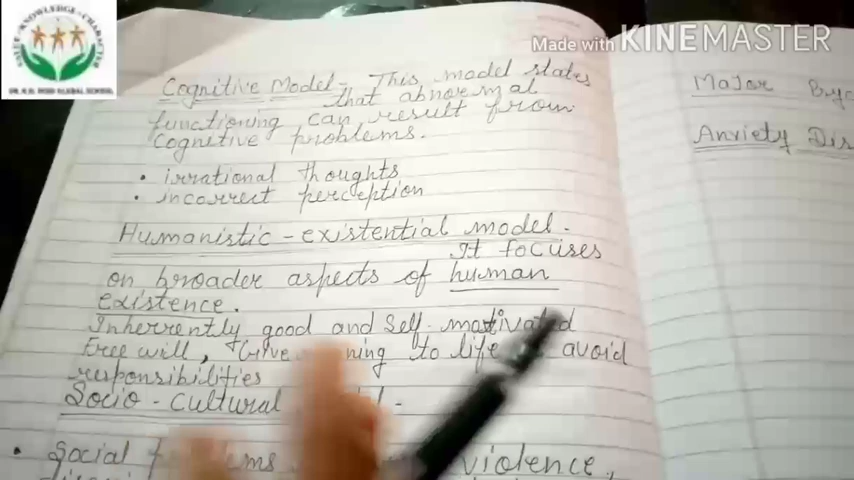 Made with KINEMASTER
Cognitive Model - This model states
that abnormal
functioning can result from
cognitive problems.
• irrational thoughts
• incorrect perception
Humanistic - existential model.
It focuses
on broader aspects of human
existence.
Inherently good and Self-motivated
Free will, Give to life avoid
responsibilities
Socio - cultural
• Social violence,
Major
Anxiety Dis